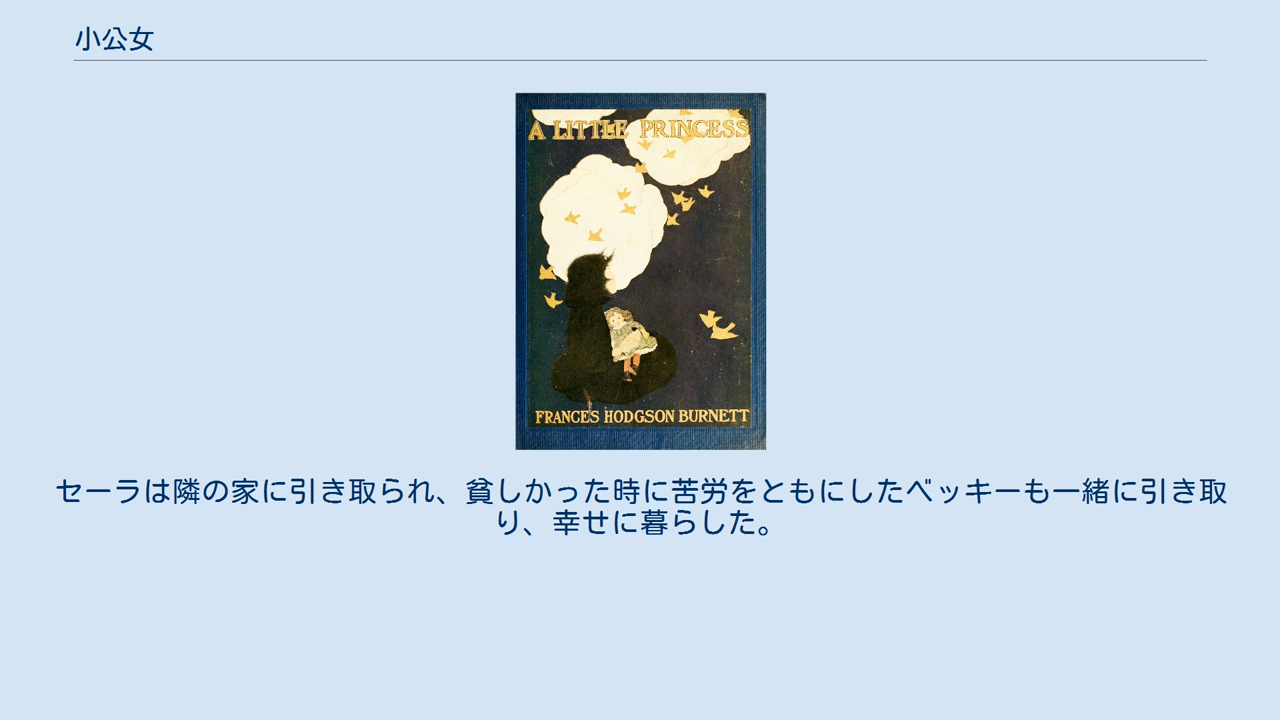 小公女
A LITTLE PRINCESS
FRANCES HODGSON BURNETT
セーラは隣の家に引き取られ、貧しかった時に苦労をともにしたベッキーも一緒に引き取
り、幸せに暮らした。